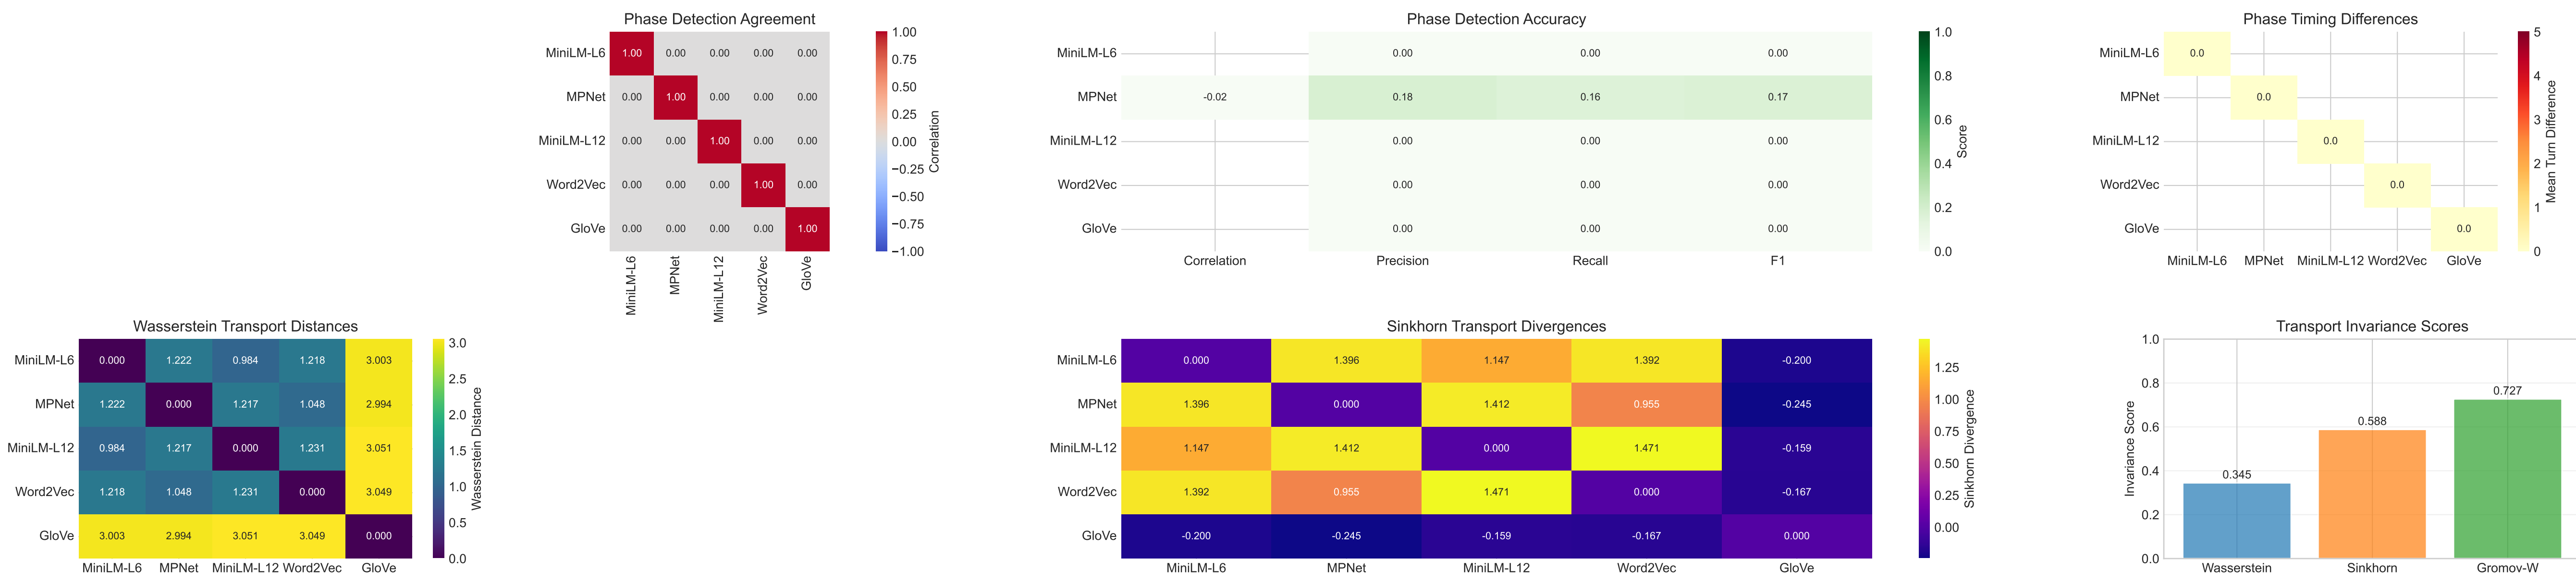 Phase Detection Agreement
MiniLM-L6 1.00 0.00 0.00 0.00 0.00
MPNet 0.00 1.00 0.00 0.00 0.00
MiniLM-L12 0.00 0.00 1.00 0.00 0.00
Word2Vec 0.00 0.00 0.00 1.00 0.00
GloVe 0.00 0.00 0.00 0.00 1.00
MiniLM-L6 MPNet MiniLM-L12 Word2Vec GloVe
1.00
0.75
0.50
0.25
0.00
−0.25
−0.50
−0.75
−1.00
Correlation
Phase Detection Accuracy
MiniLM-L6 0.00 0.00 0.00
MPNet -0.02 0.18 0.16 0.17
MiniLM-L12 0.00 0.00 0.00
Word2Vec 0.00 0.00 0.00
GloVe 0.00 0.00 0.00
Correlation Precision Recall F1
1.0
0.8
0.6
0.4
0.2
0.0
Score
Phase Timing Differences
MiniLM-L6 0.0
MPNet 0.0
MiniLM-L12 0.0
Word2Vec 0.0
GloVe 0.0
MiniLM-L6 MPNet MiniLM-L12 Word2Vec GloVe
5
4
3
2
1
0
Mean Turn Difference
Wasserstein Transport Distances
MiniLM-L6 0.000 1.222 0.984 1.218 3.003
MPNet 1.222 0.000 1.217 1.048 2.994
MiniLM-L12 0.984 1.217 0.000 1.231 3.051
Word2Vec 1.218 1.048 1.231 0.000 3.049
GloVe 3.003 2.994 3.051 3.049 0.000
MiniLM-L6 MPNet MiniLM-L12 Word2Vec GloVe
3.0
2.5
2.0
1.5
1.0
0.5
0.0
Wasserstein Distance
Sinkhorn Transport Divergences
MiniLM-L6 0.000 1.396 1.147 1.392 -0.200
MPNet 1.396 0.000 1.412 0.955 -0.245
MiniLM-L12 1.147 1.412 0.000 1.471 -0.159
Word2Vec 1.392 0.955 1.471 0.000 -0.167
GloVe -0.200 -0.245 -0.159 -0.167 0.000
MiniLM-L6 MPNet MiniLM-L12 Word2Vec GloVe
1.25
1.00
0.75
0.50
0.25
0.00
Sinkhorn Divergence
Transport Invariance Scores
Invariance Score
1.0
0.8
0.6
0.4
0.2
0.0
0.345 0.588 0.727
Wasserstein Sinkhorn Gromov-W